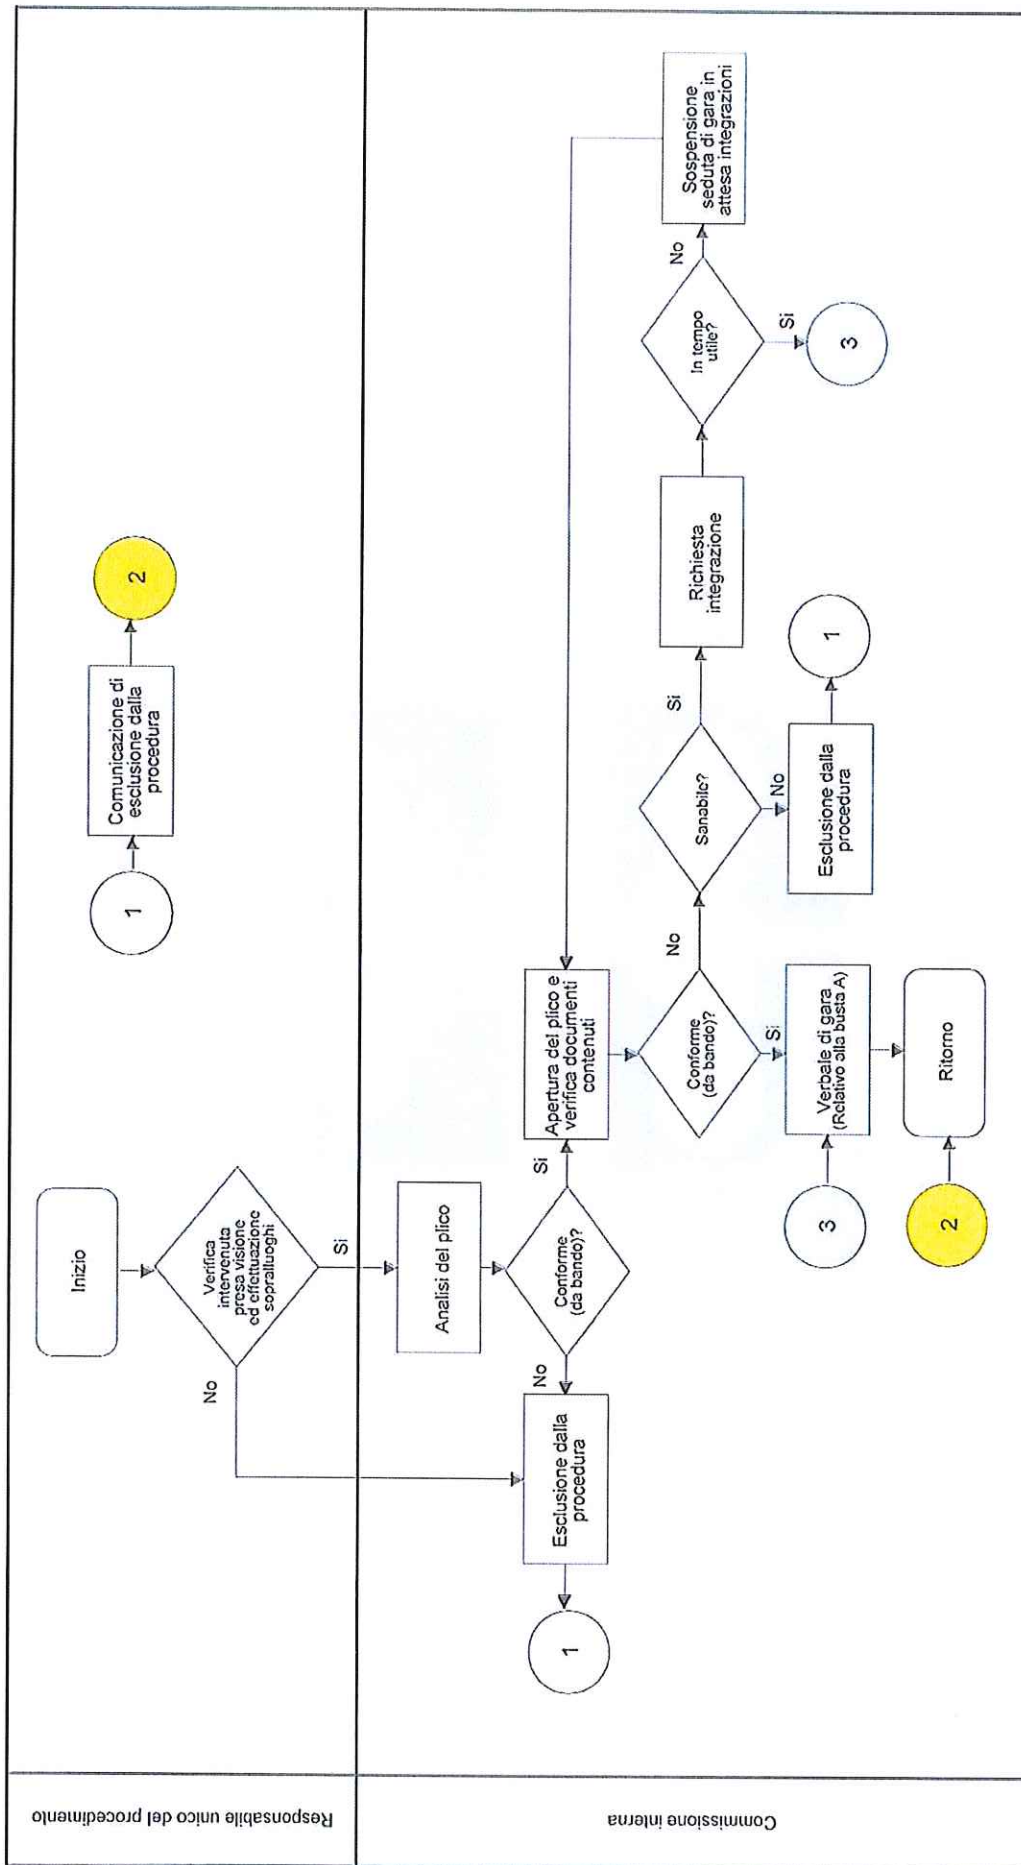 Responsabile unico del procedimento
Inizio
Verifica
intervenuta
presa visione
ed effettuazione
sopralluoghi
No
Si
1
Comunicazione di
esclusione dalla
procedura
2
Commissione interna
Analisi del plico
Conforme
(da bando)?
No
Si
Esclusione dalla
procedura
1
Apertura del plico e
verifica documenti
contenuti
Conforme
(da bando)?
No
Si
Sanabile?
Si
No
Richiesta
integrazione
In tempo
utile?
No
Si
Sospensione
seduta di gara in
attesa integrazioni
3
Esclusione dalla
procedura
1
3
Verbale di gara
(Relativo alla busta A)
2
Ritorno